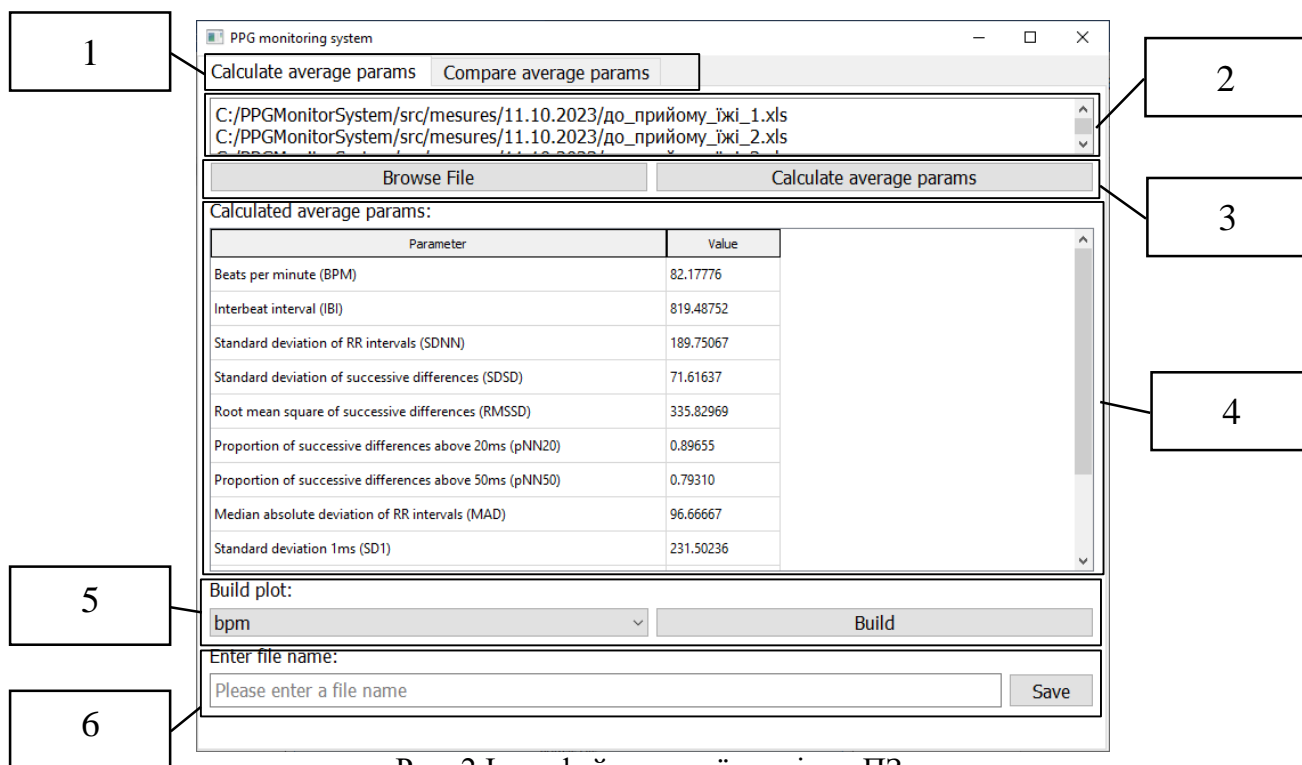 1
PPG monitoring system
Calculate average params
Compare average params
2
C:/PPGMonitorSystem/src/mesures/11.10.2023/до_прийому_їжі_1.xls
C:/PPGMonitorSystem/src/mesures/11.10.2023/до_прийому_їжі_2.xls
Browse File
Calculate average params
3
Calculated average params:
Parameter Value
Beats per minute (BPM) 82.17776
Interbeat interval (IBI) 819.48752
Standard deviation of RR intervals (SDNN) 189.75067
Standard deviation of successive differences (SDSD) 71.61637
Root mean square of successive differences (RMSSD) 335.82969
Proportion of successive differences above 20ms (pNN20) 0.89655
Proportion of successive differences above 50ms (pNN50) 0.79310
Median absolute deviation of RR intervals (MAD) 96.66667
Standard deviation 1ms (SD1) 231.50236
4
5
Build plot:
bpm
Build
Enter file name:
Please enter a file name
Save
6